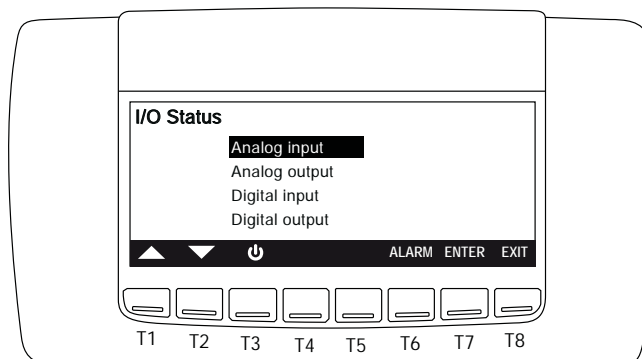 I/O Status
Analog input
Analog output
Digital input
Digital output
ALARM ENTER EXIT
T1 T2 T3 T4 T5 T6 T7 T8